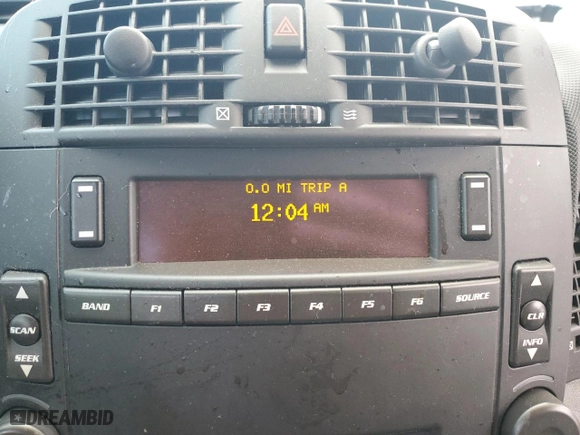 0.0 MI TRIP A
12:04 AM
BAND F1 F2 F3 F4 F5 F6 SOURCE
SCAN
SEEK
CLR
INFO
DREAMBID